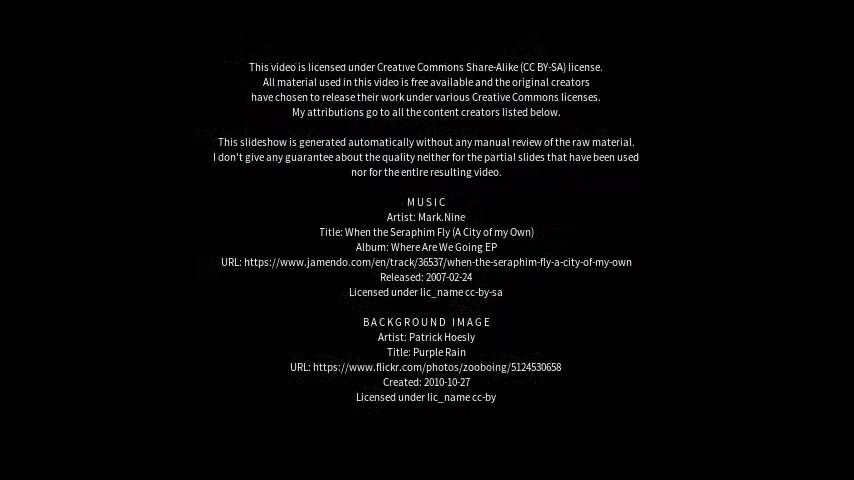 This video is licensed under Creative Commons Share-Alike (CC BY-SA) license.
All material used in this video is free available and the original creators
have chosen to release their work under various Creative Commons licenses.
My attributions go to all the content creators listed below.
This slideshow is generated automatically without any manual review of the raw material.
I don't give any guarantee about the quality neither for the partial slides that have been used
nor for the entire resulting video.
MUSIC
Artist: Mark.Nine
Title: When the Seraphim Fly (A City of my Own)
Album: Where Are We Going EP
URL: https://www.jamendo.com/en/track/36537/when-the-seraphim-fly-a-city-of-my-own
Released: 2007-02-24
Licensed under lic_name cc-by-sa
BACKGROUND IMAGE
Artist: Patrick Hoesly
Title: Purple Rain
URL: https://www.flickr.com/photos/zooboing/5124530658
Created: 2010-10-27
Licensed under lic_name cc-by